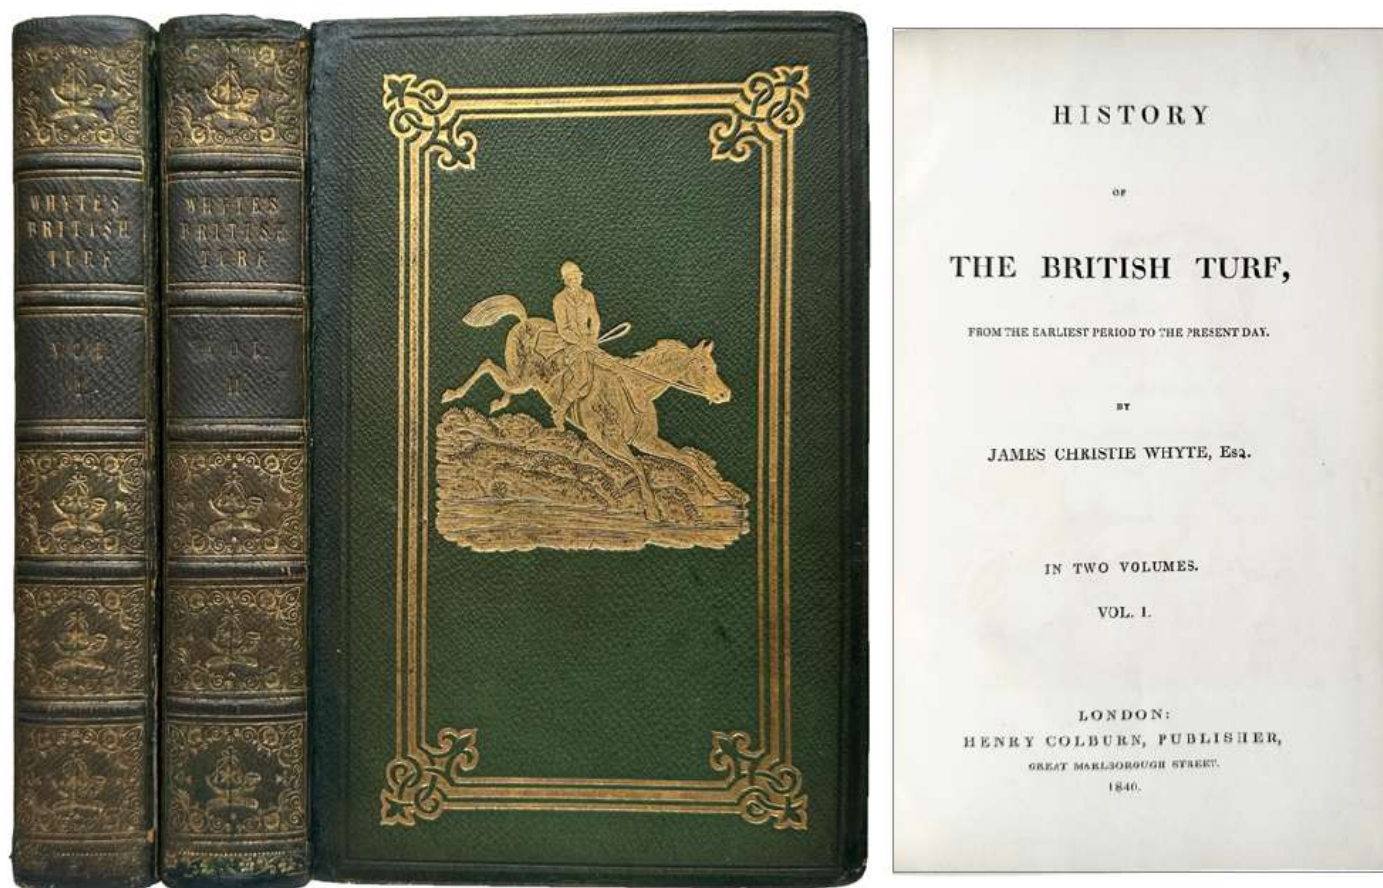 WHYTE'S
BRITISH
TURF
VOL
I.
WHYTE'S
BRITISH
TURF
VOL
II.
HISTORY
OF
THE BRITISH TURF,
FROM THE EARLIEST PERIOD TO THE PRESENT DAY.
BY
JAMES CHRISTIE WHYTE, Esq.
IN TWO VOLUMES.
VOL. I.
LONDON:
HENRY COLBURN, PUBLISHER,
GREAT MARLBOROUGH STREET.
1840.